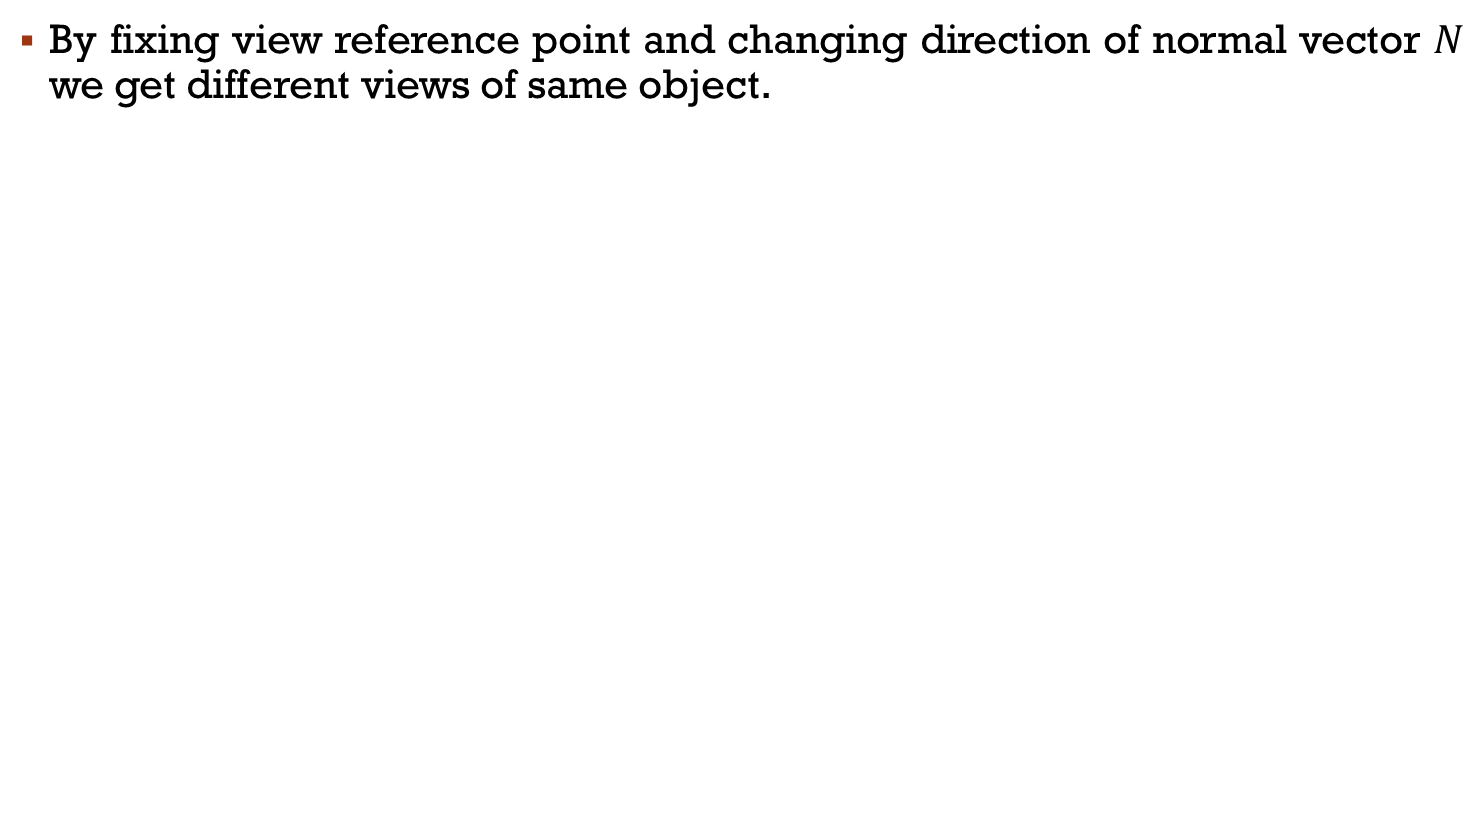 ▪ By fixing view reference point and changing direction of normal vector N
we get different views of same object.